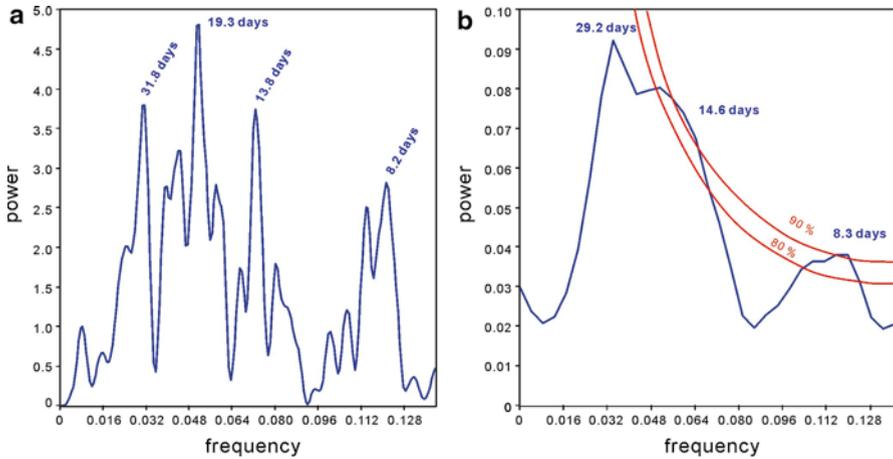 a
5.0
4.5
4.0
3.5
3.0
2.5
2.0
1.5
1.0
0.5
0
power
31.8 days
19.3 days
13.8 days
8.2 days
0 0.016 0.032 0.048 0.064 0.080 0.096 0.112 0.128
frequency
b
0.10
0.09
0.08
0.07
0.06
0.05
0.04
0.03
0.02
0.01
0
power
29.2 days
14.6 days
8.3 days
90 %
80 %
0 0.016 0.032 0.048 0.064 0.080 0.096 0.112 0.128
frequency